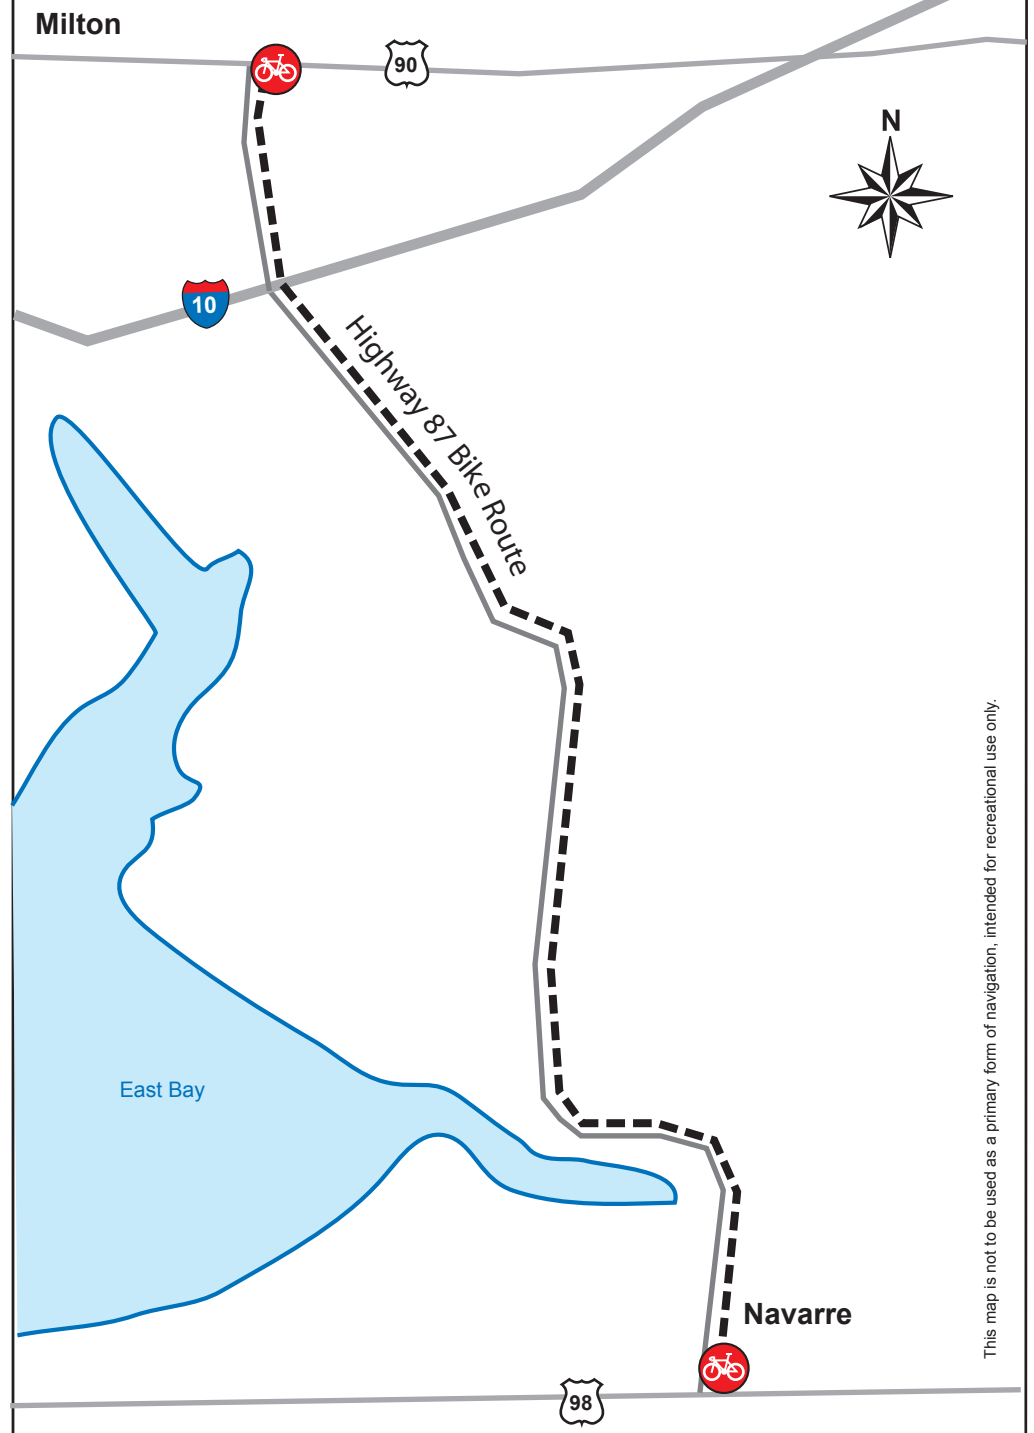 Milton
90
N
10
Highway 87 Bike Route
This map is not to be used as a primary form of navigation, intended for recreational use only.
East Bay
Navarre
98